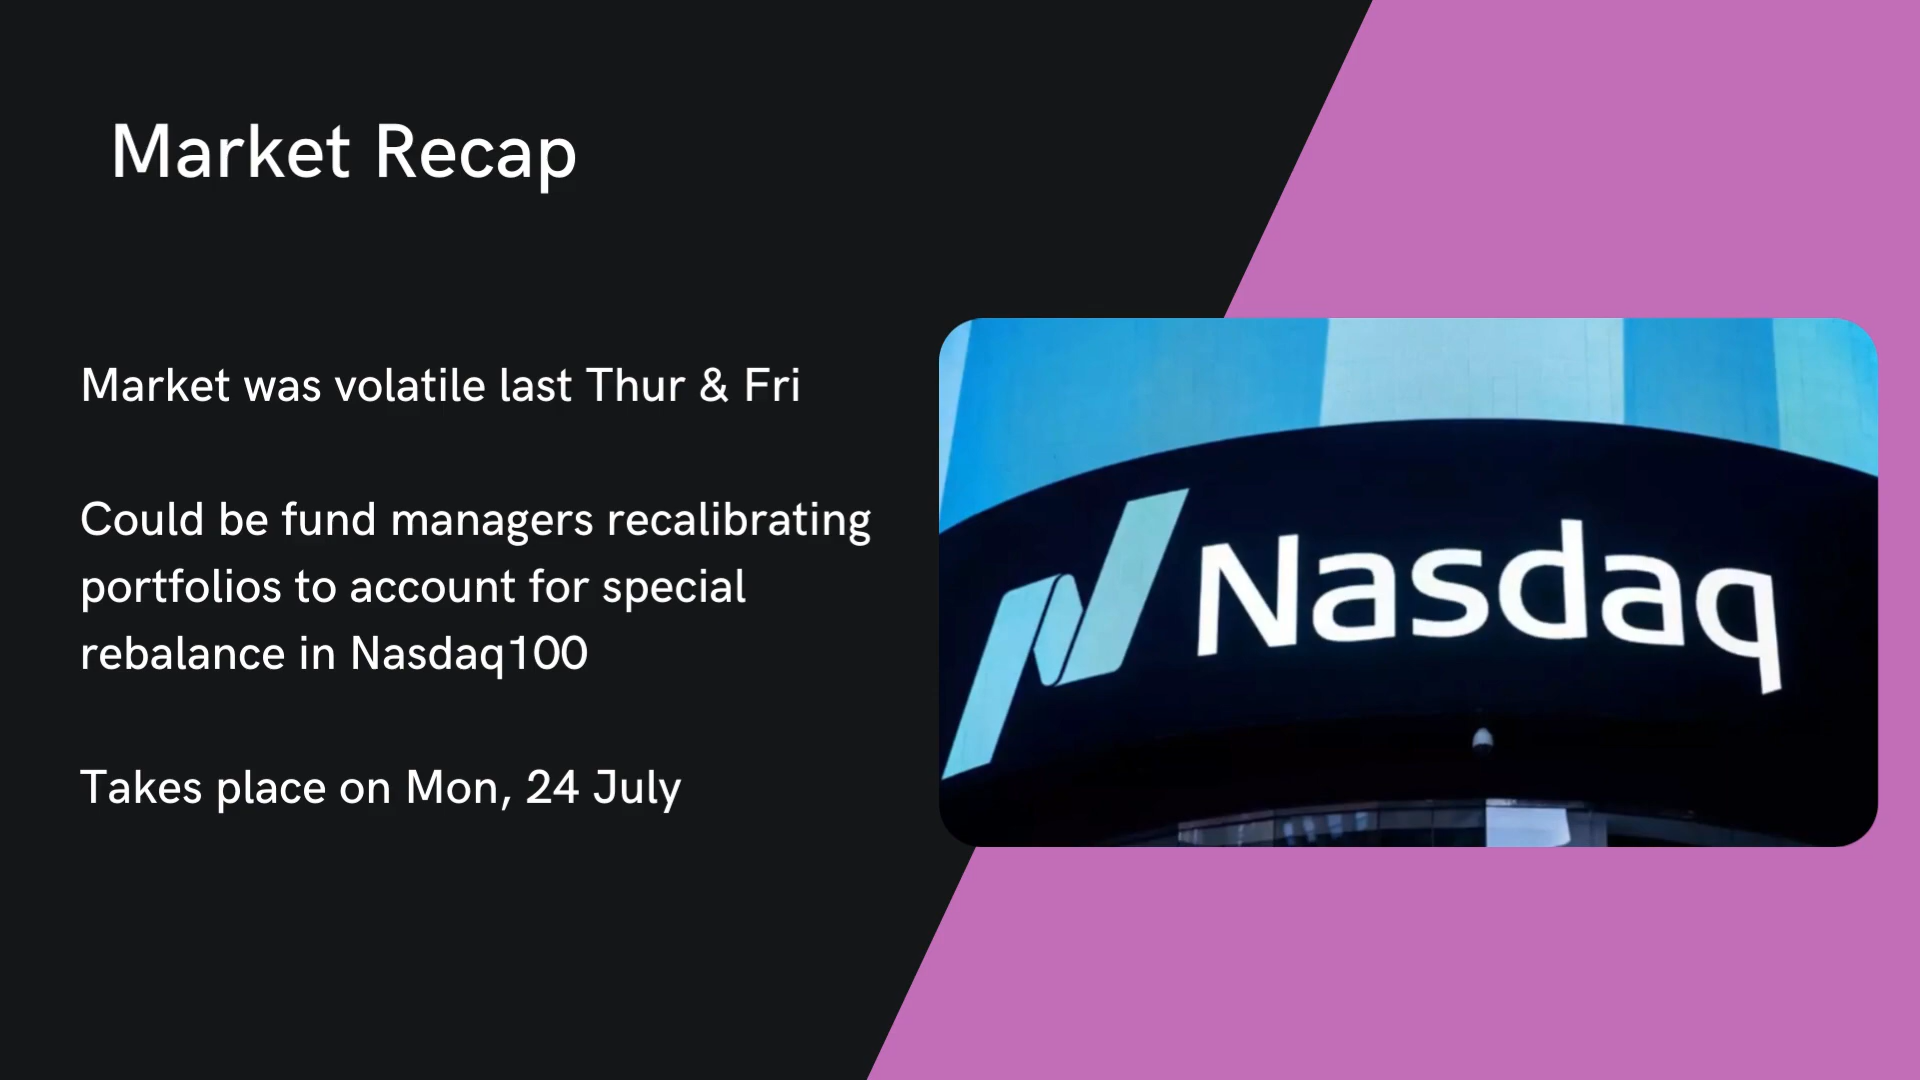 Market Recap
Market was volatile last Thur & Fri
Could be fund managers recalibrating
portfolios to account for special
rebalance in Nasdaq100
Takes place on Mon, 24 July
Nasdaq